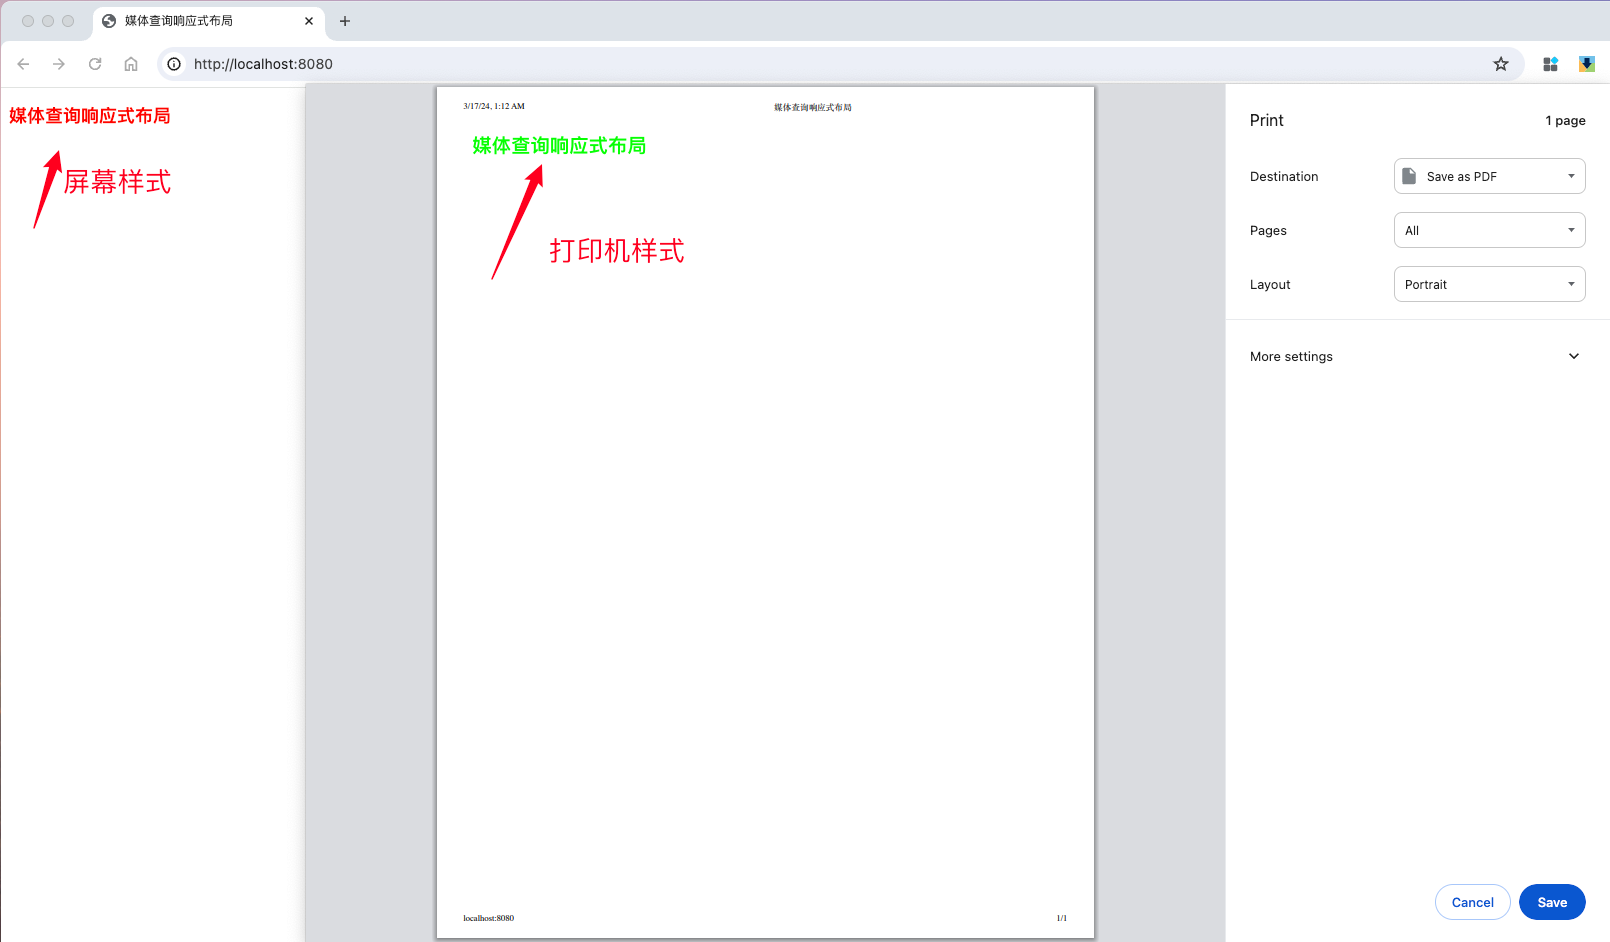 媒体查询响应式布局
http://localhost:8080
媒体查询响应式布局
屏幕样式
3/17/24, 1:12 AM
媒体查询响应式布局
媒体查询响应式布局
打印机样式
localhost:8080
1/1
Print
1 page
Destination
Save as PDF
Pages
All
Layout
Portrait
More settings
Cancel
Save